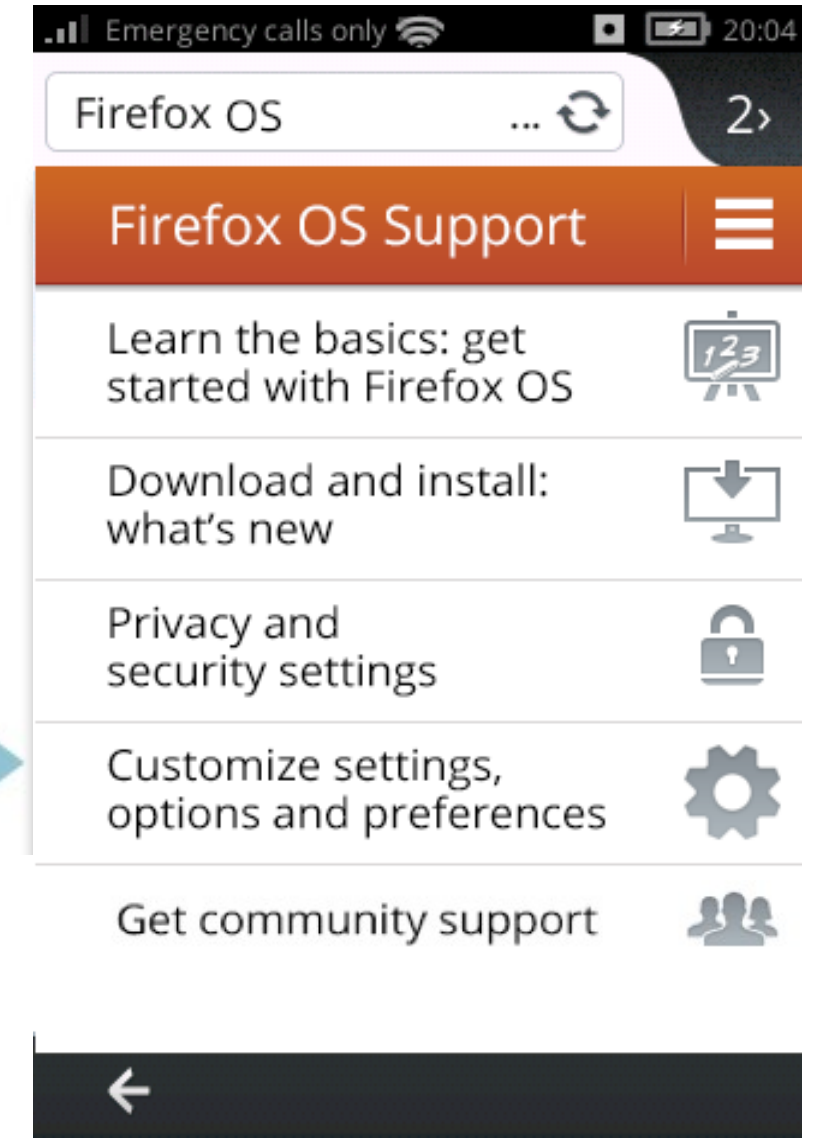 Emergency calls only 20:04
Firefox OS ... 2›
Firefox OS Support
Learn the basics: get
started with Firefox OS
123
Download and install:
what's new
Privacy and
security settings
Customize settings,
options and preferences
Get community support